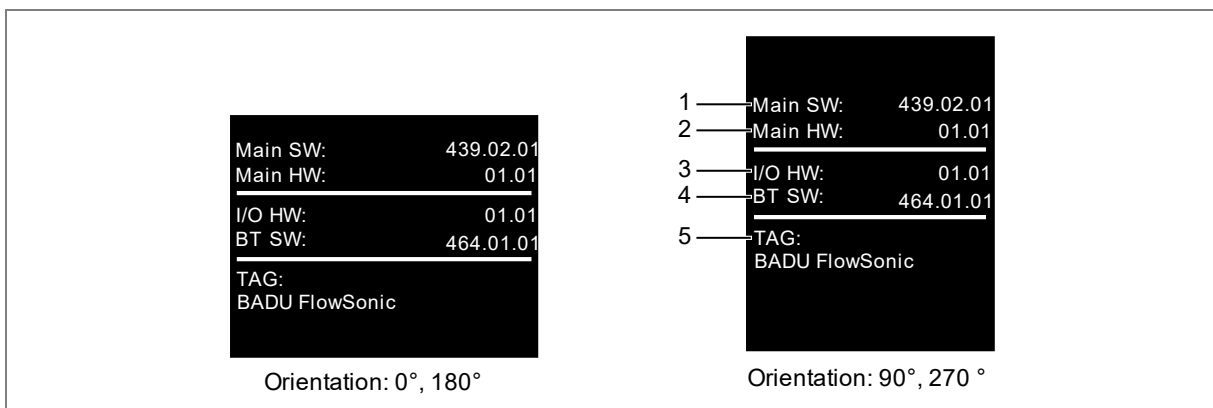 Main SW: 439.02.01
Main HW: 01.01
I/O HW: 01.01
BT SW: 464.01.01
TAG:
BADU FlowSonic
Orientation: 0°, 180°
1 Main SW: 439.02.01
2 Main HW: 01.01
3 I/O HW: 01.01
4 BT SW: 464.01.01
5 TAG:
BADU FlowSonic
Orientation: 90°, 270 °